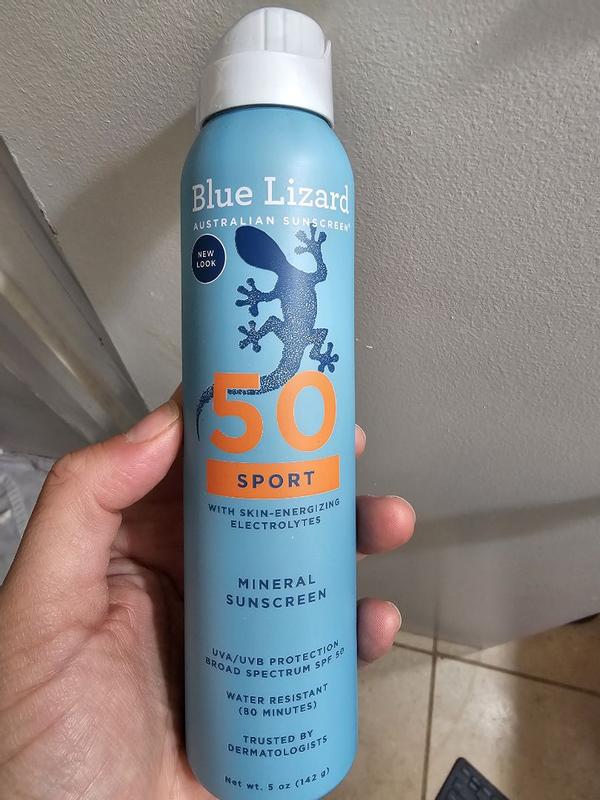 Blue Lizard
AUSTRALIAN SUNSCREEN®
NEW
LOOK
50
SPORT
WITH SKIN-ENERGIZING
ELECTROLYTES
MINERAL
SUNSCREEN
UVA/UVB PROTECTION
BROAD SPECTRUM SPF 50
WATER RESISTANT
(80 MINUTES)
TRUSTED BY
DERMATOLOGISTS
Net wt. 5 oz (142 g)